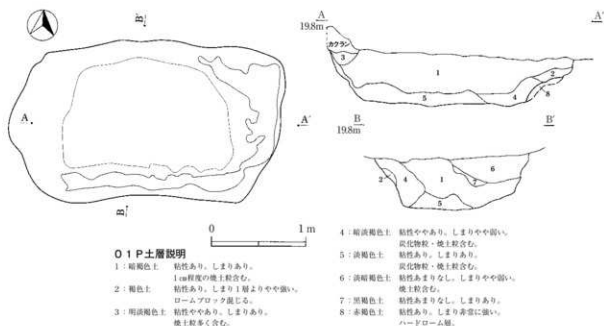 B'
A
A'
B
A
19.8m
A'
カクラン
3
1
2
5
4
8
B
19.8m
B'
2
4
1
6
7
5
0
1 m
01P土層説明
1：暗褐色土 粘性あり。しまりあり。
1㎝程度の焼土粒含む。
2：褐色土 粘性あり、しまり1層よりやや強い。
ロームブロック混じる。
3：明淡褐色土 粘性ややあり。しまりあり。
焼土粒多く含む。
4：暗淡褐色土 粘性ややあり。しまりやや弱い。
炭化物粒・焼土粒含む。
5：淡褐色土 粘性あり。しまりあり。
炭化物粒・焼土粒含む。
6：淡暗褐色土 粘性あまりなし。しまりやや弱い。
焼土粒含む。
7：黒褐色土 粘性あまりなし。しまりあり。
8：赤褐色土 粘性あり、しまり非常に強い。
ハードローム層。